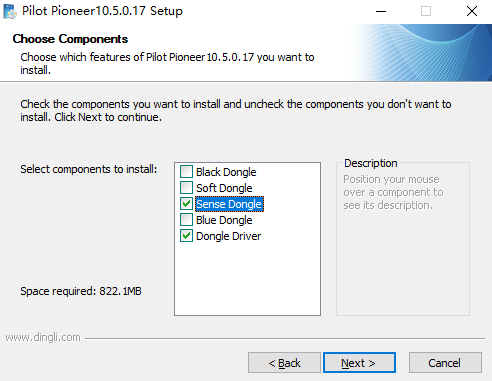 Pilot Pioneer10.5.0.17 Setup
Choose Components
Choose which features of Pilot Pioneer10.5.0.17 you want to
install.
Check the components you want to install and uncheck the components you don't want to
install. Click Next to continue.
Select components to install:
Black Dongle
Soft Dongle
Sense Dongle
Blue Dongle
Dongle Driver
Description
Position your mouse
over a component to
see its description.
Space required: 822.1MB
www.dingli.com
< Back
Next >
Cancel